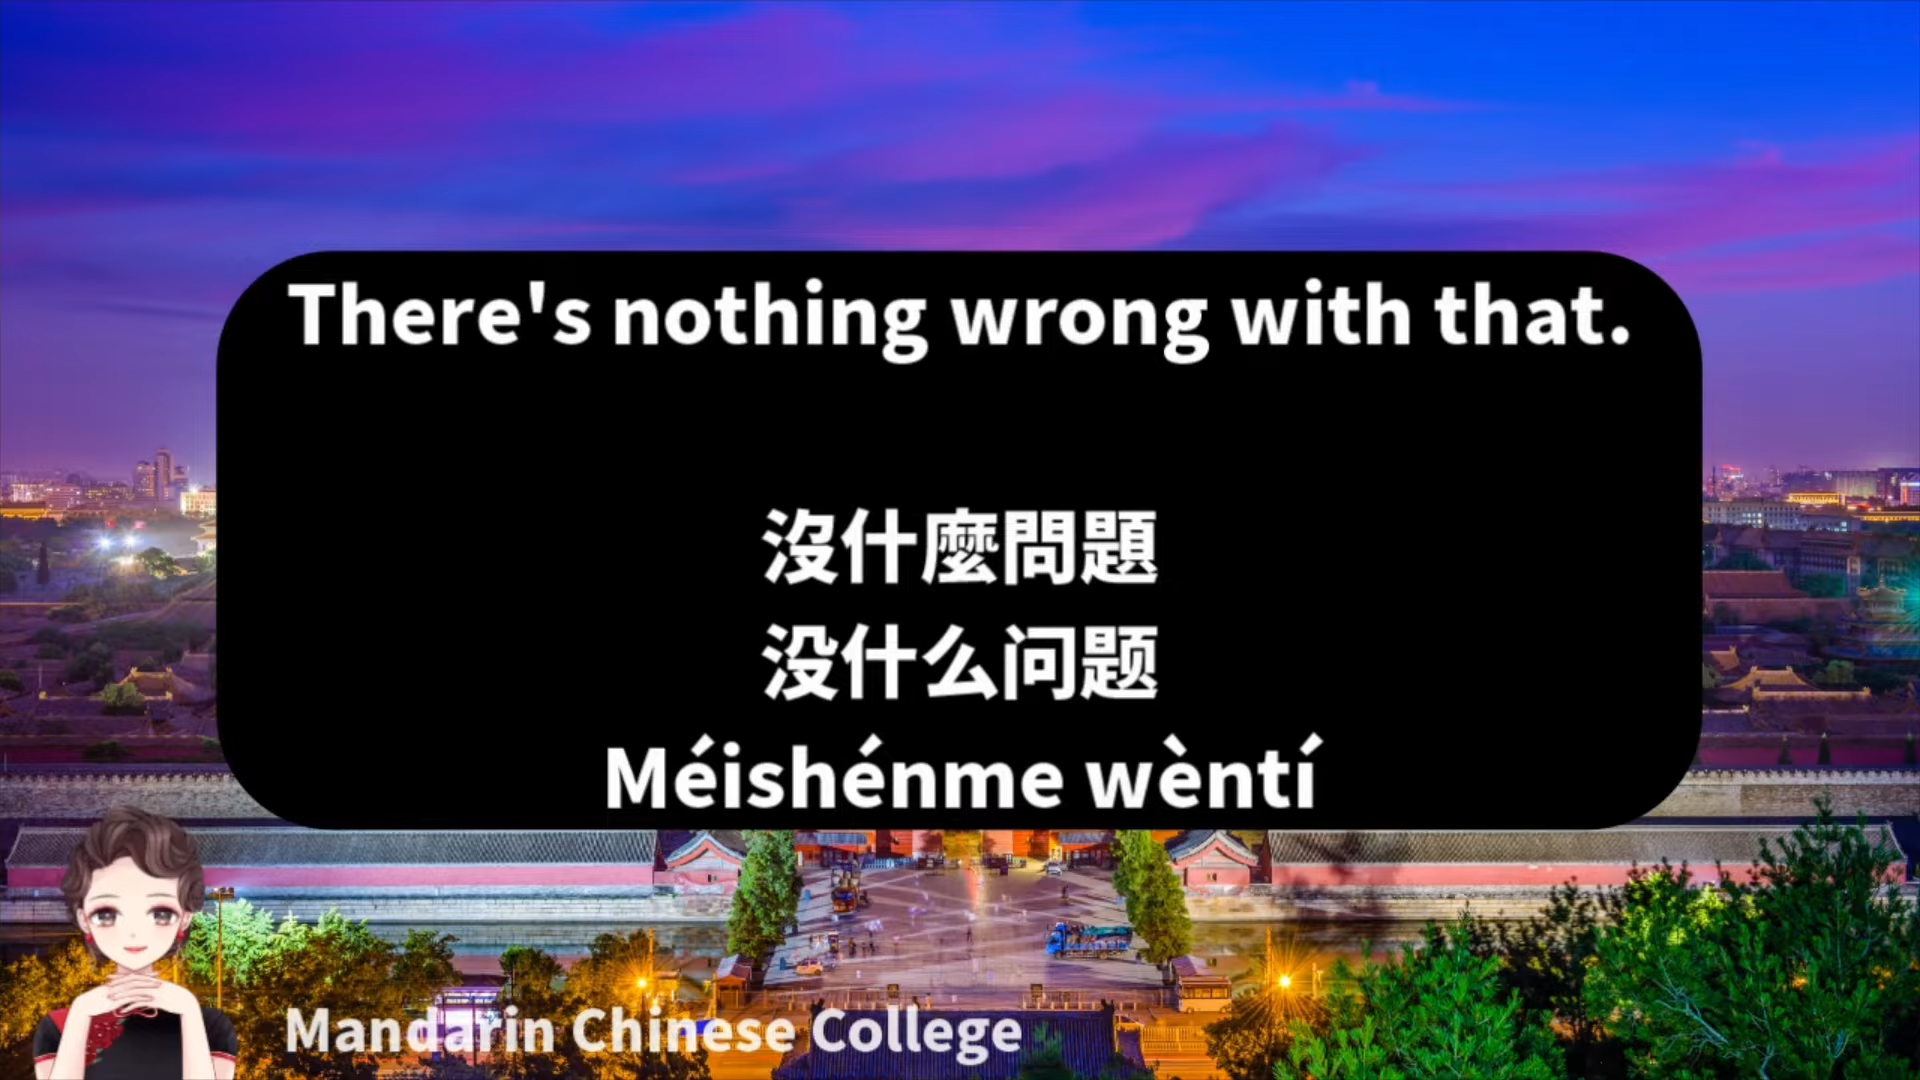 There's nothing wrong with that.
沒什麼問題
没什么问题
Méishénme wèntí
Mandarin Chinese College